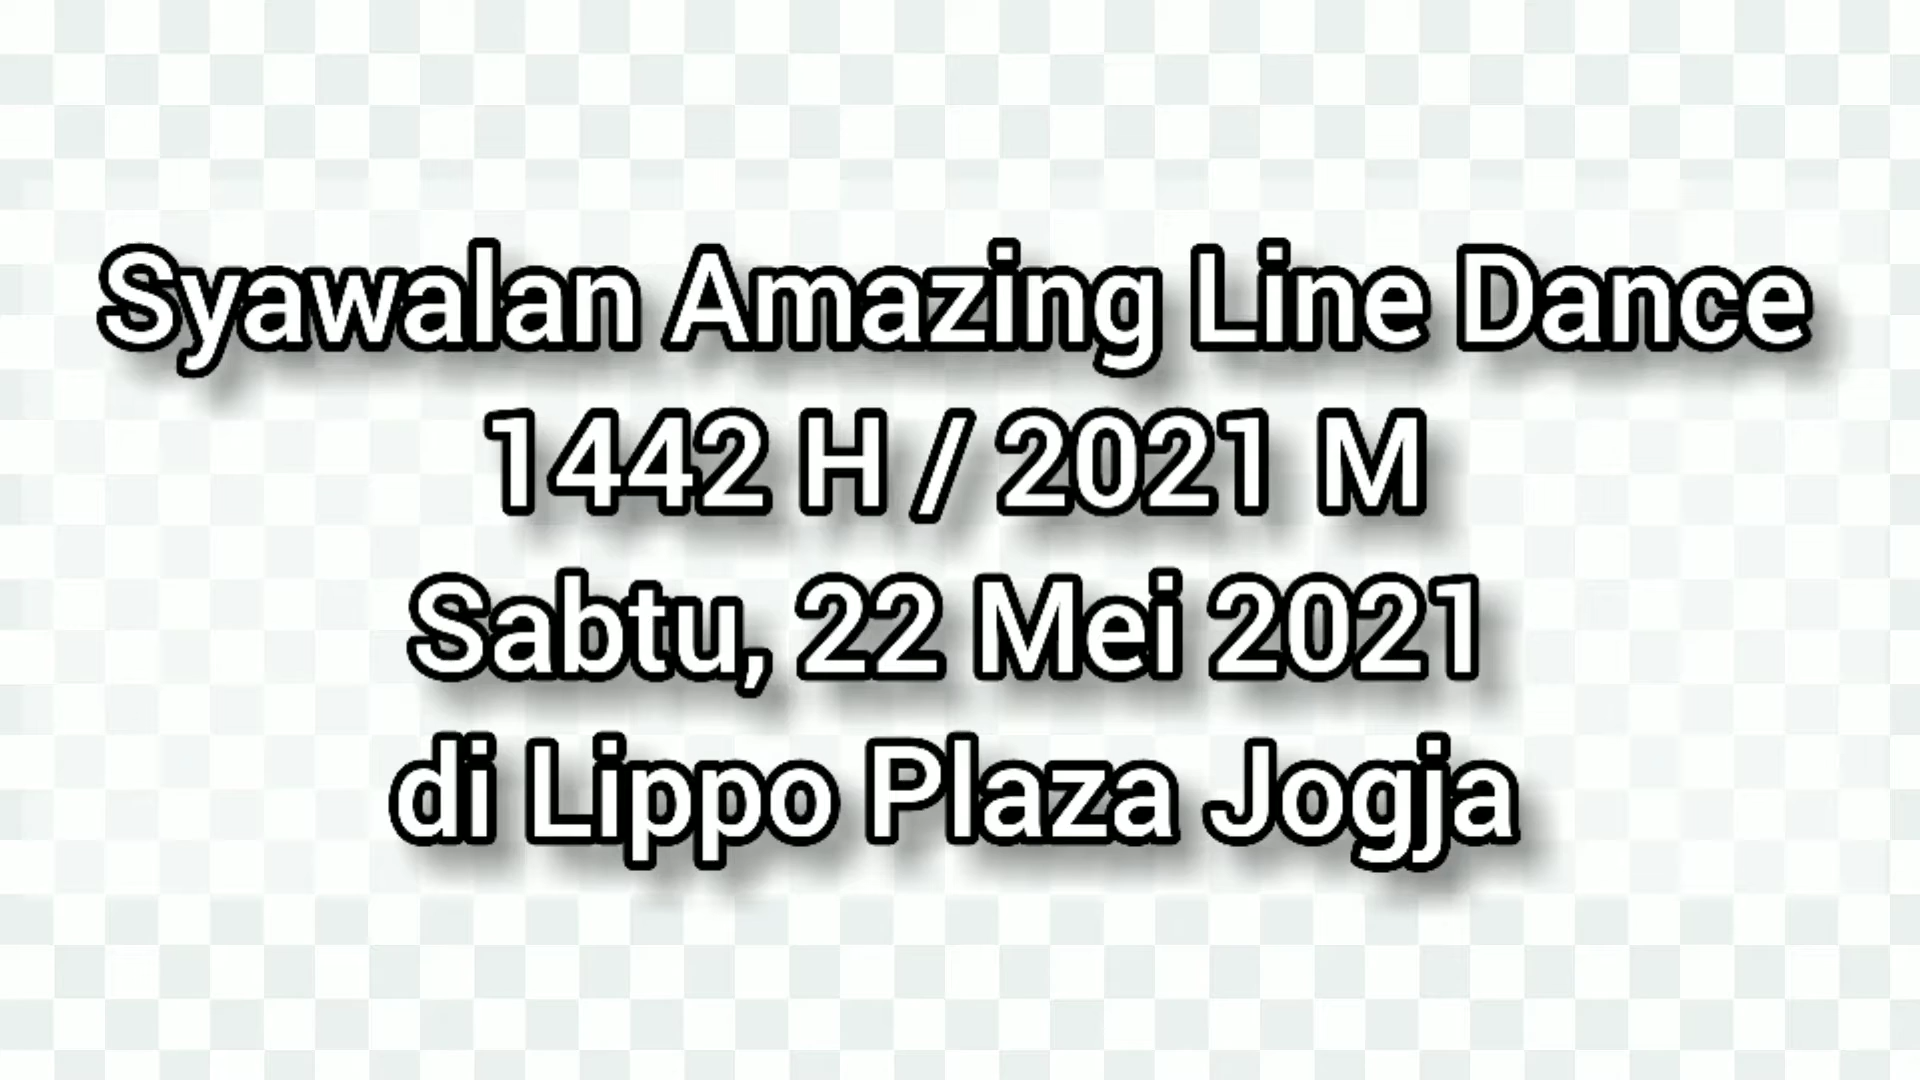 Syawalan Amazing Line Dance
1442 H / 2021 M
Sabtu, 22 Mei 2021
di Lippo Plaza Jogja